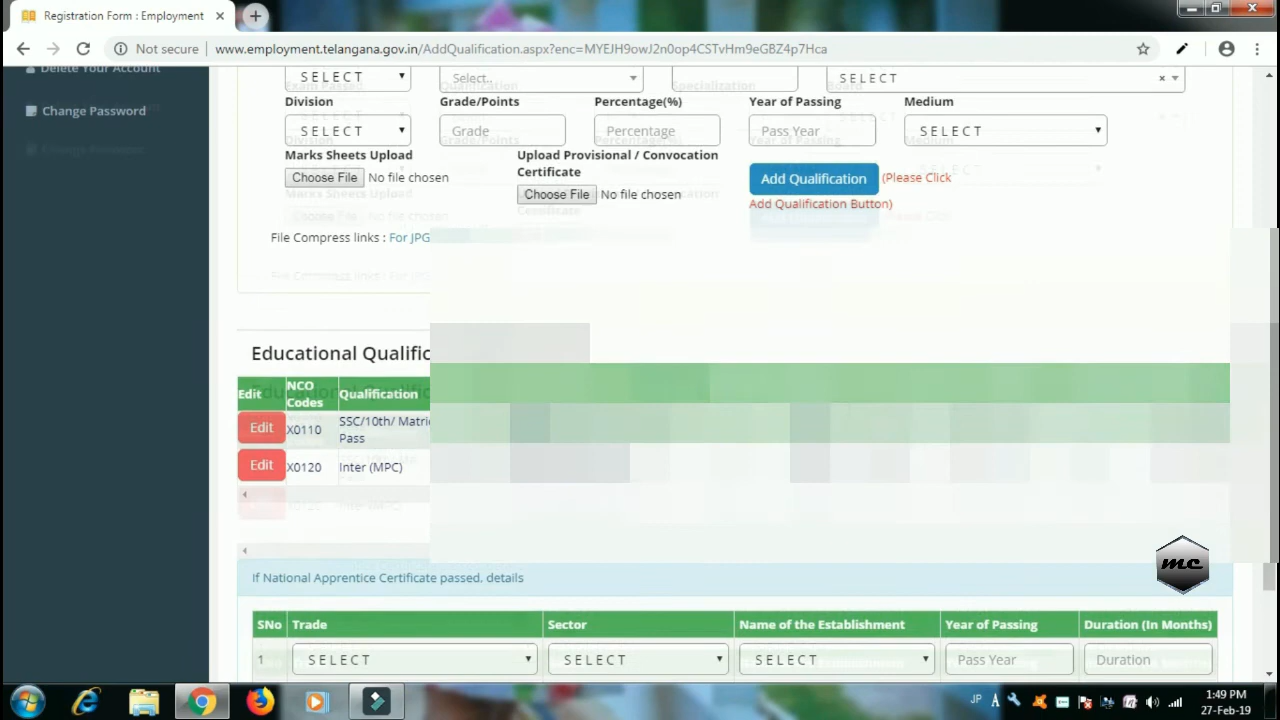 Registration Form : Employment
Not secure | www.employment.telangana.gov.in/AddQualification.aspx?enc=MYEJH9owJ2n0op4CSTvHm9eGBZ4p7Hca
Delete Your Account
Change Password
SELECT Select.. SELECT
Division Grade/Points Percentage(%) Year of Passing Medium
SELECT Grade Percentage Pass Year SELECT
Marks Sheets Upload Upload Provisional / Convocation Certificate
Choose File No file chosen Choose File No file chosen
Add Qualification (Please Click
Add Qualification Button)
File Compress links : For JPG
Educational Qualific
Edit NCO Codes Qualification
Edit X0110 SSC/10th/ Matric Pass
Edit X0120 Inter (MPC)
mc
If National Apprentice Certificate passed. details
SNo Trade Sector Name of the Establishment Year of Passing Duration (In Months)
1 SELECT SELECT SELECT Pass Year Duration
JP A
1:49 PM
27-Feb-19